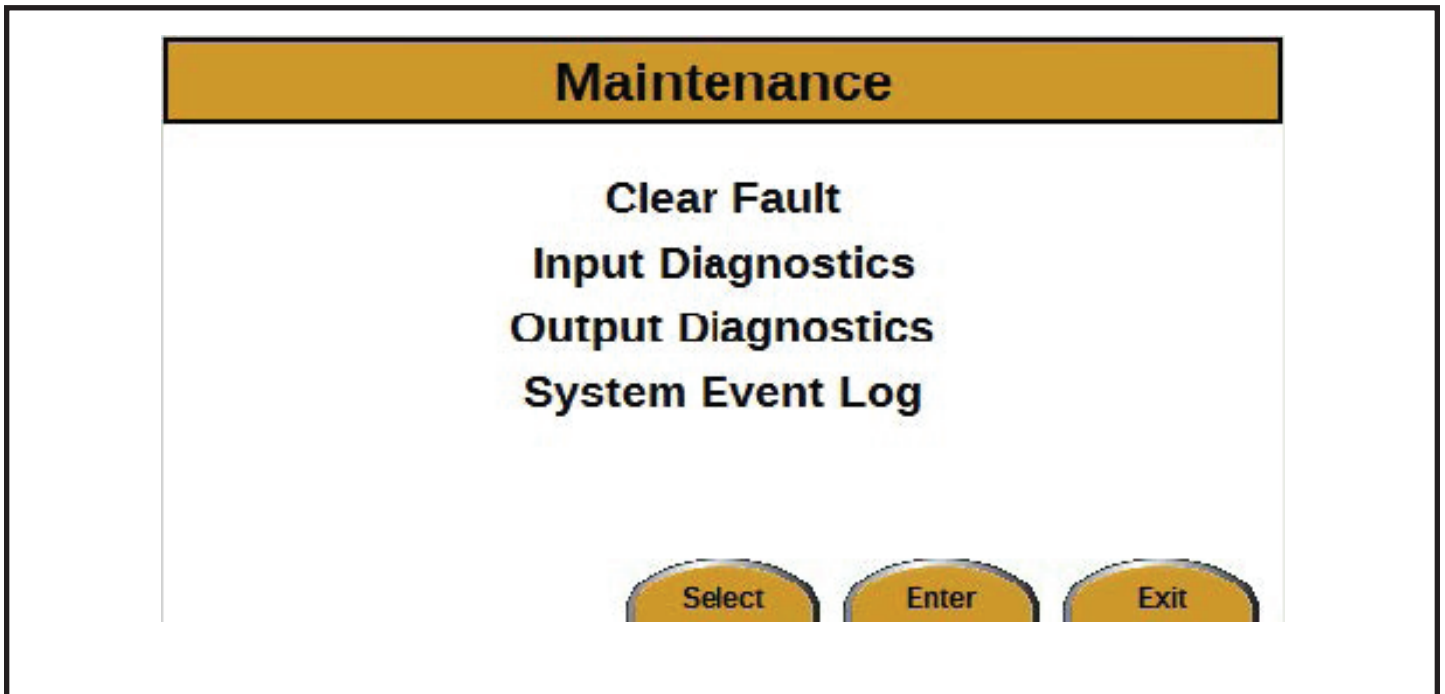 Maintenance
Clear Fault
Input Diagnostics
Output Diagnostics
System Event Log
Select Enter Exit